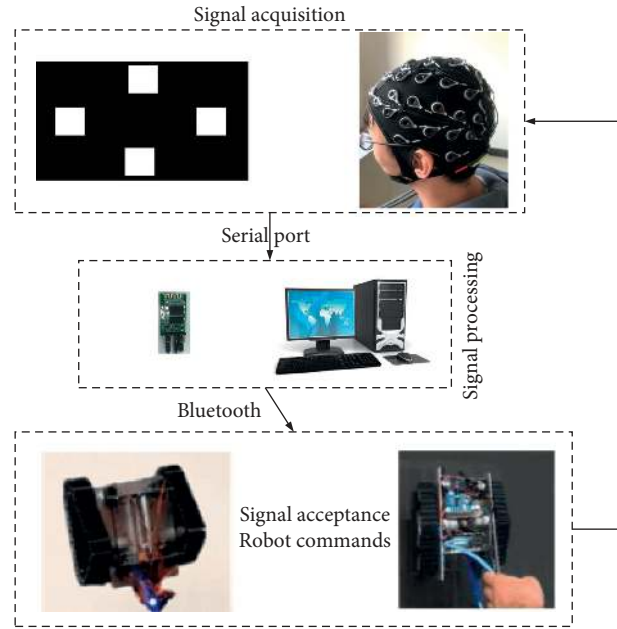 Signal acquisition
Serial port
Signal processing
Bluetooth
Signal acceptance
Robot commands